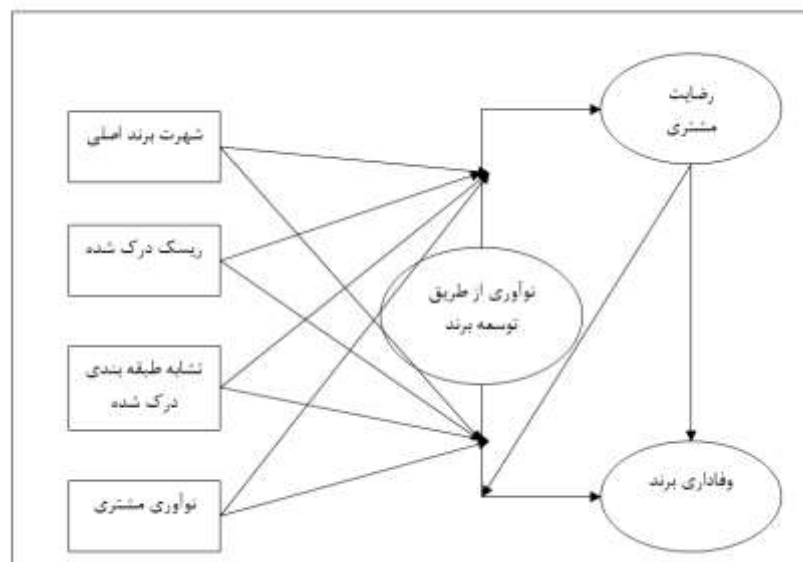 رضایت
مشتری
شهرت برند اصلی
ریسک درک شده
نوآوری از طریق
توسعه برند
تشابه طبقه بندی
درک شده
نوآوری مشتری
وفاداری برند